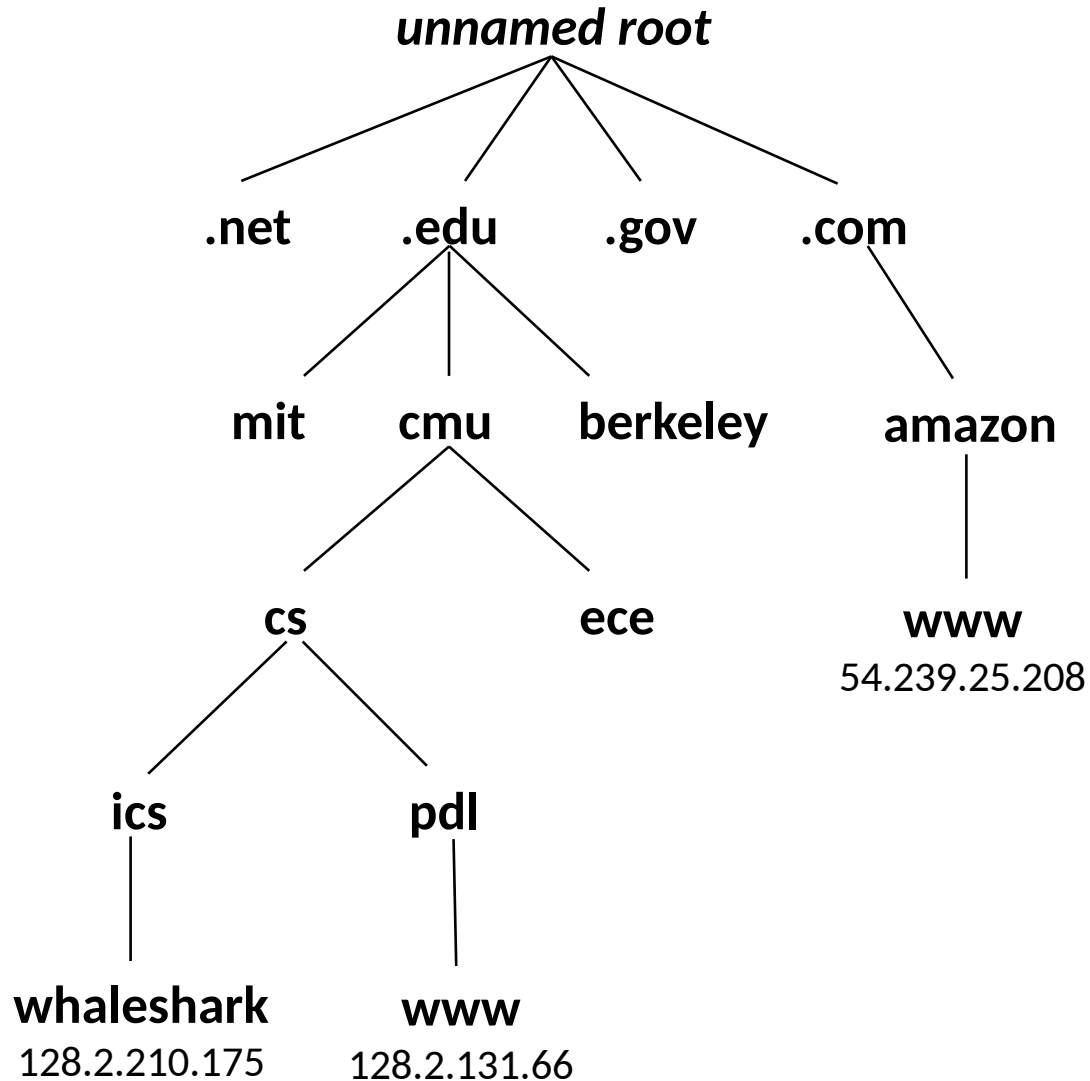 unnamed root
.net .edu .gov .com
mit cmu berkeley amazon
cs ece www
54.239.25.208
ics pdl
whaleshark www
128.2.210.175 128.2.131.66